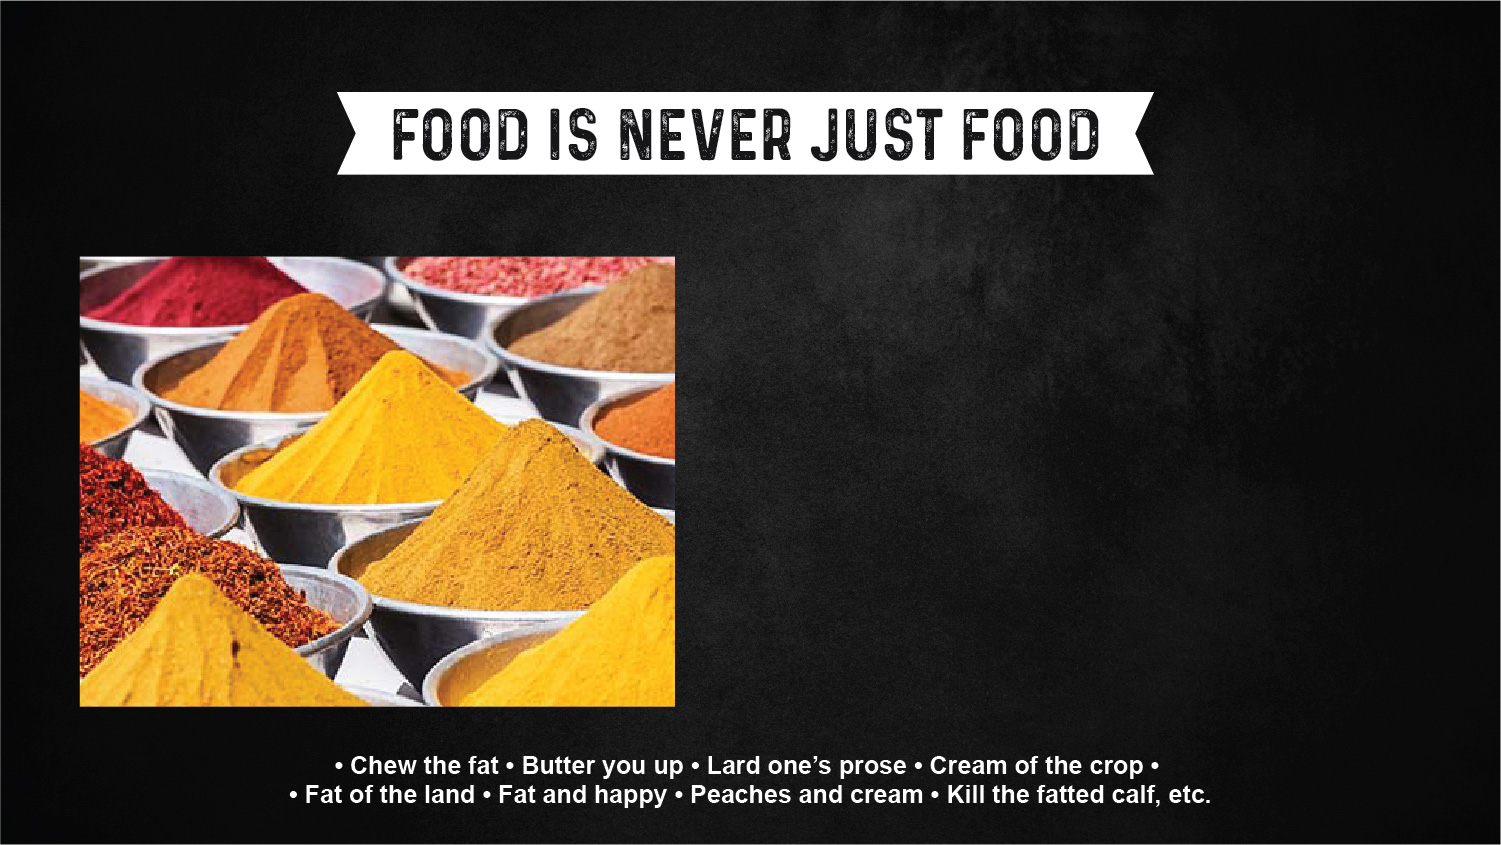 FOOD IS NEVER JUST FOOD
• Chew the fat • Butter you up • Lard one’s prose • Cream of the crop •
• Fat of the land • Fat and happy • Peaches and cream • Kill the fatted calf, etc.